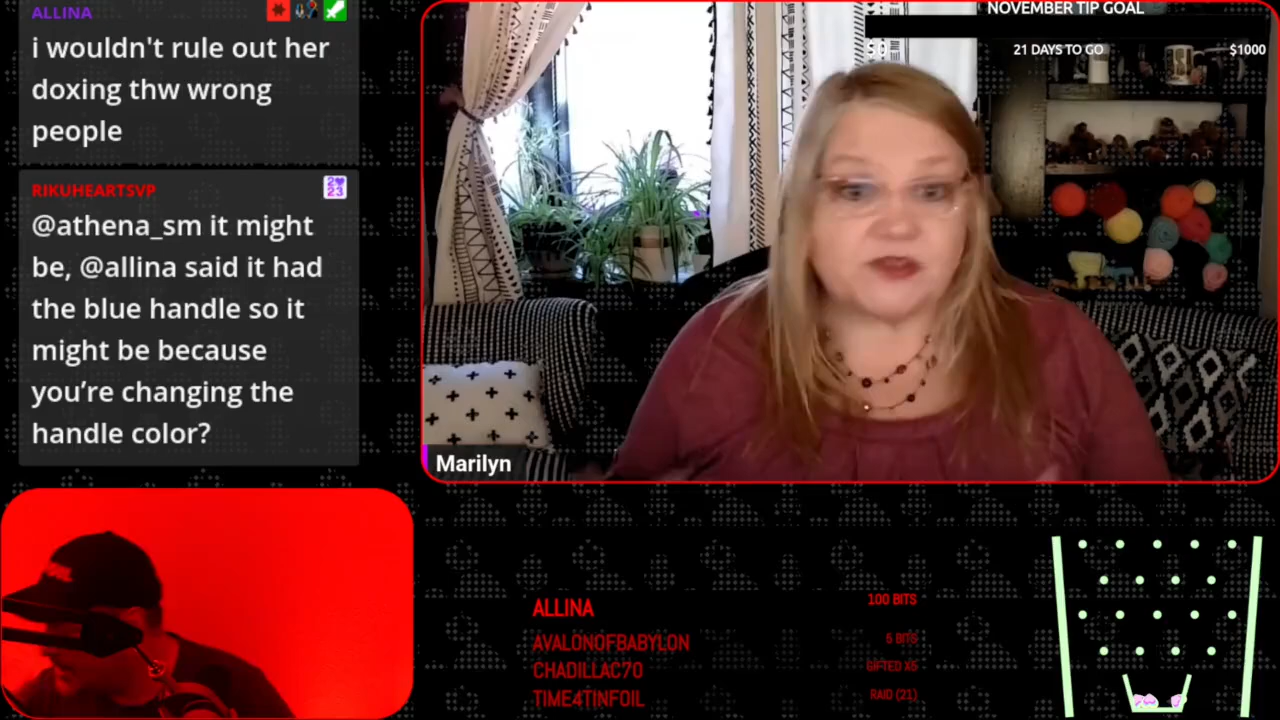 ALLINA
i wouldn't rule out her
doxing thw wrong
people
RIKUHEARTSVP
@athena_sm it might
be, @allina said it had
the blue handle so it
might be because
you’re changing the
handle color?
NOVEMBER TIP GOAL
$0
21 DAYS TO GO
$1000
Marilyn
ALLINA
100 BITS
AVALONOFBABYLON
5 BITS
CHADILLAC70
GIFTED X5
TIME4TINFOIL
RAID (21)